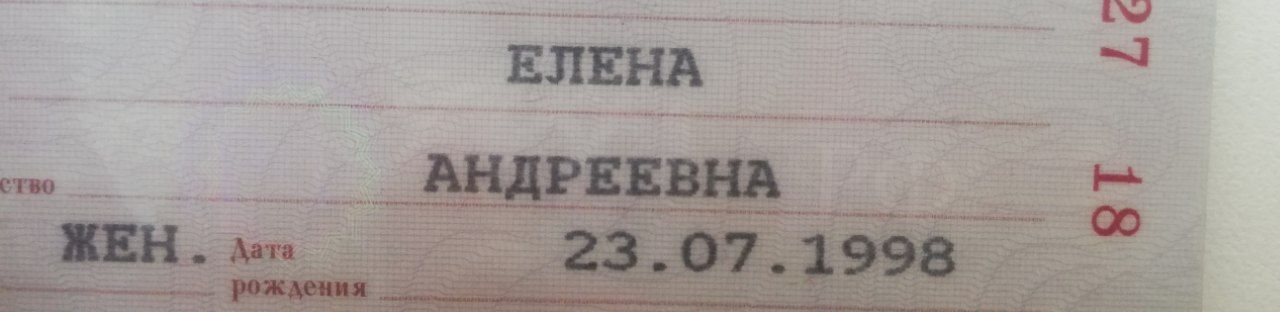 27
ЕЛЕНА
АНДРЕЕВНА
18
ство
ЖЕН. Дата рождения 23.07.1998